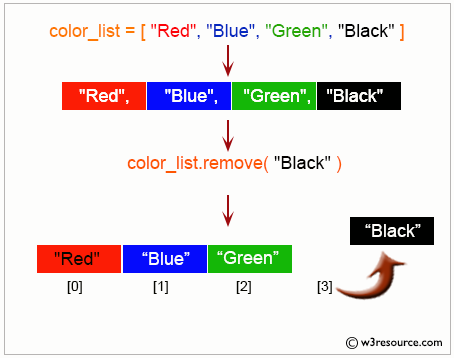 color_list = [ "Red", "Blue", "Green", "Black" ]
"Red", "Blue", "Green", "Black"
color_list.remove( "Black" )
“Black”
"Red" “Blue” “Green”
[0] [1] [2] [3]
© w3resource.com